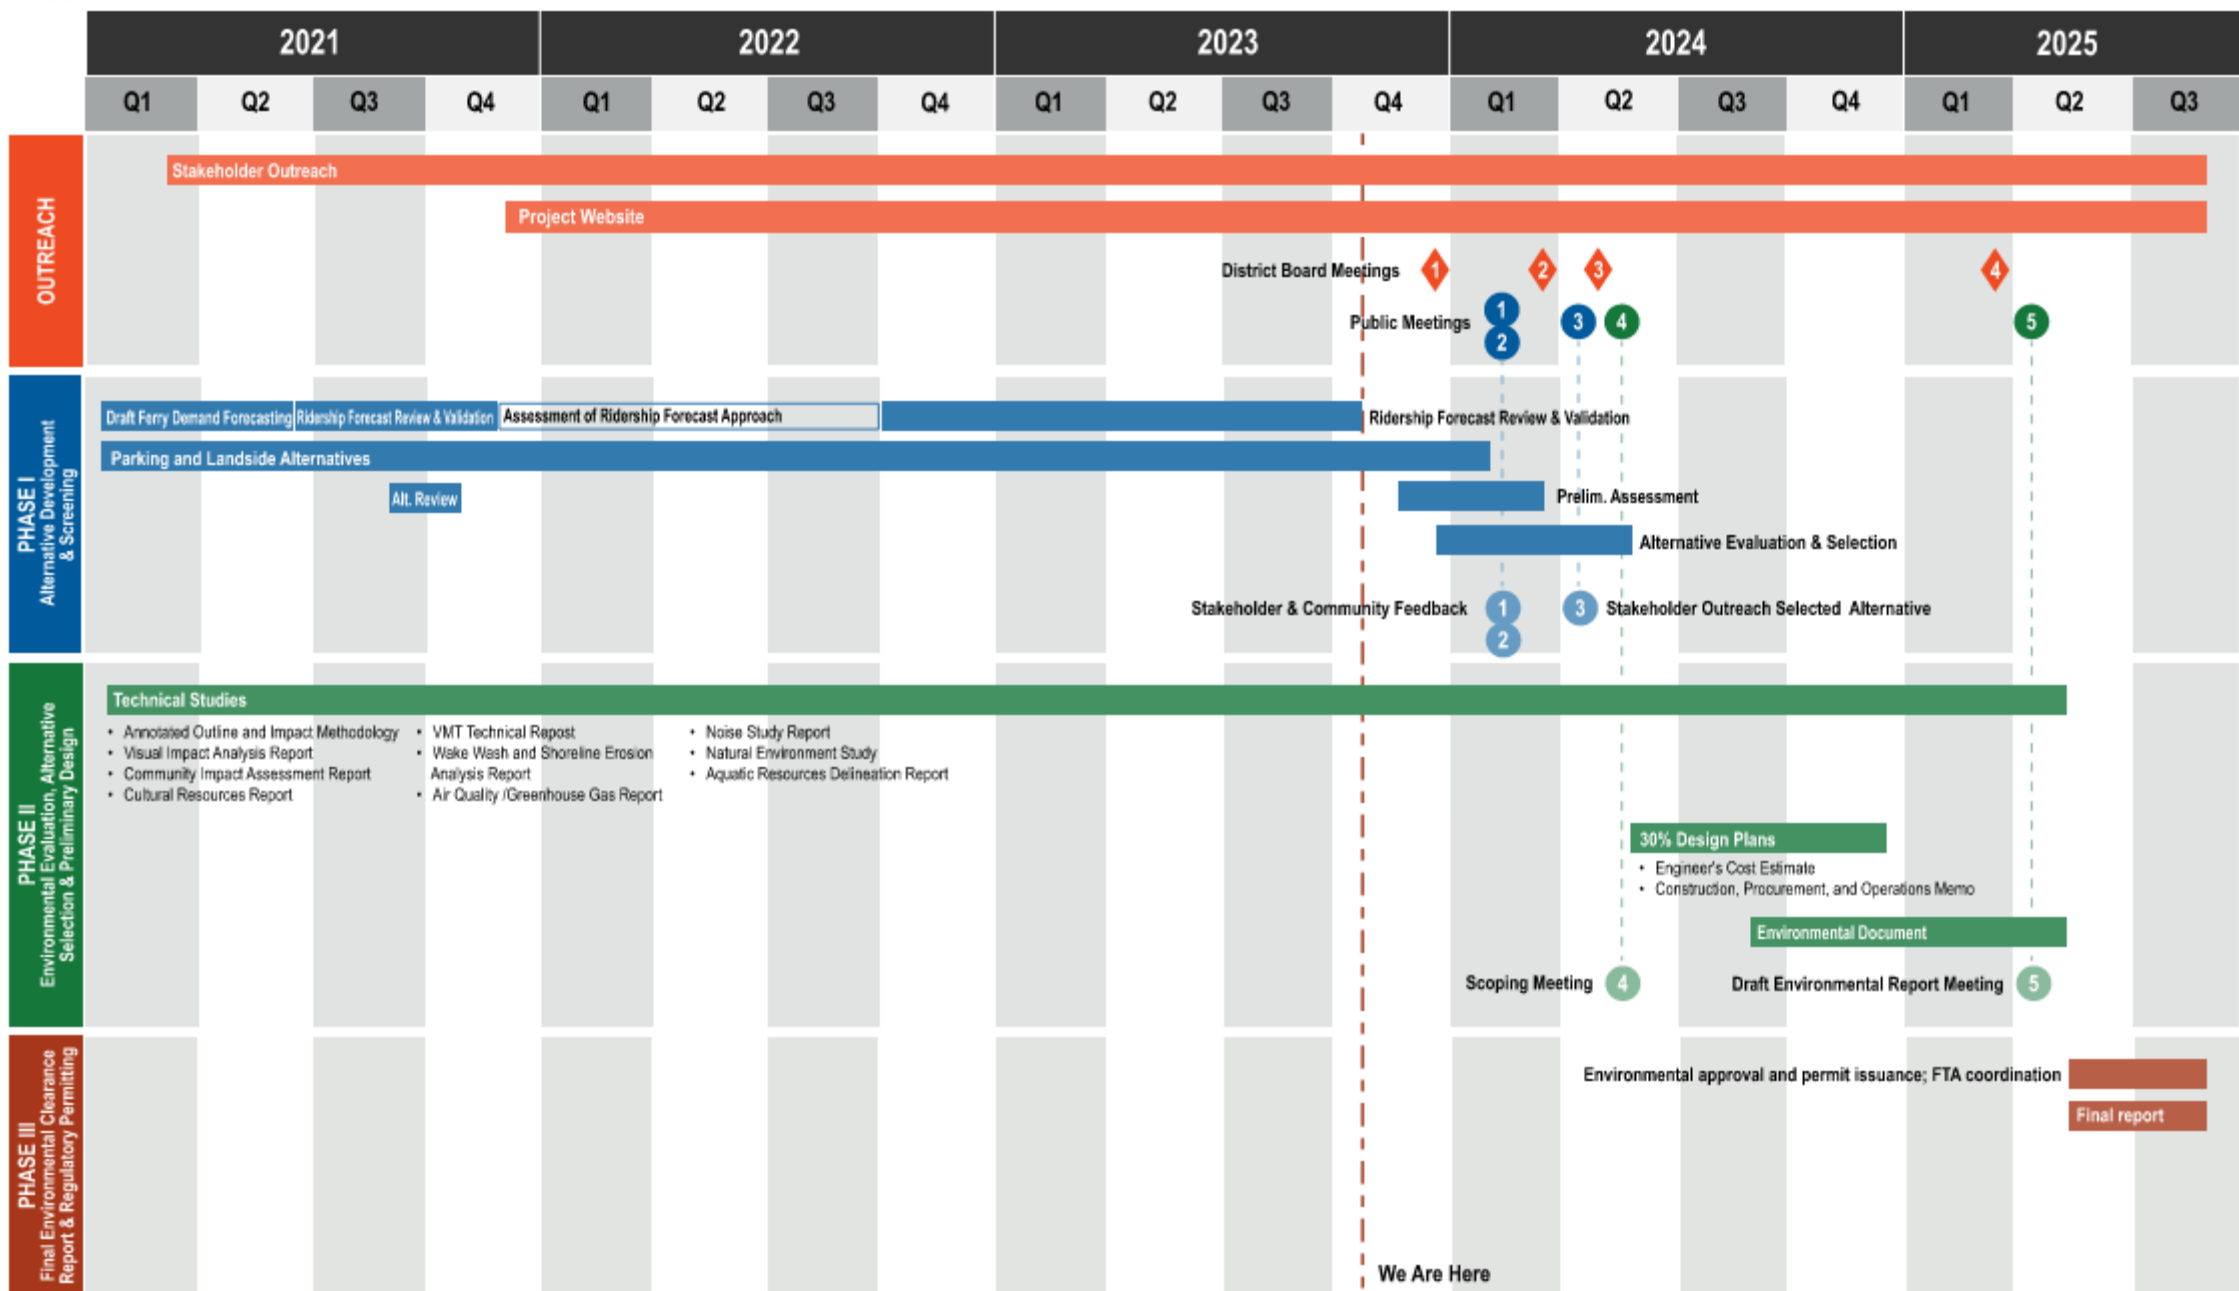 2021 2022 2023 2024 2025
Q1 Q2 Q3 Q4 Q1 Q2 Q3 Q4 Q1 Q2 Q3 Q4 Q1 Q2 Q3 Q4 Q1 Q2 Q3
OUTREACH
Stakeholder Outreach
Project Website
District Board Meetings 1 2 3 4
Public Meetings 1 2 3 4 5
PHASE I
Alternative Development
& Screening
Draft Ferry Demand Forecasting Ridership Forecast Review & Validation Assessment of Ridership Forecast Approach Ridership Forecast Review & Validation
Parking and Landside Alternatives
Alt. Review Prelim. Assessment
Alternative Evaluation & Selection
Stakeholder & Community Feedback 1 2 3 Stakeholder Outreach Selected Alternative
PHASE II
Environmental Evaluation, Alternative
Selection & Preliminary Design
Technical Studies
• Annotated Outline and Impact Methodology
• Visual Impact Analysis Report
• Community Impact Assessment Report
• Cultural Resources Report
• VMT Technical Repost
• Wake Wash and Shoreline Erosion
Analysis Report
• Air Quality /Greenhouse Gas Report
• Noise Study Report
• Natural Environment Study
• Aquatic Resources Delineation Report
30% Design Plans
• Engineer's Cost Estimate
• Construction, Procurement, and Operations Memo
Environmental Document
Scoping Meeting 4 Draft Environmental Report Meeting 5
PHASE III
Final Environmental Clearance
Report & Regulatory Permitting
Environmental approval and permit issuance; FTA coordination
Final report
We Are Here